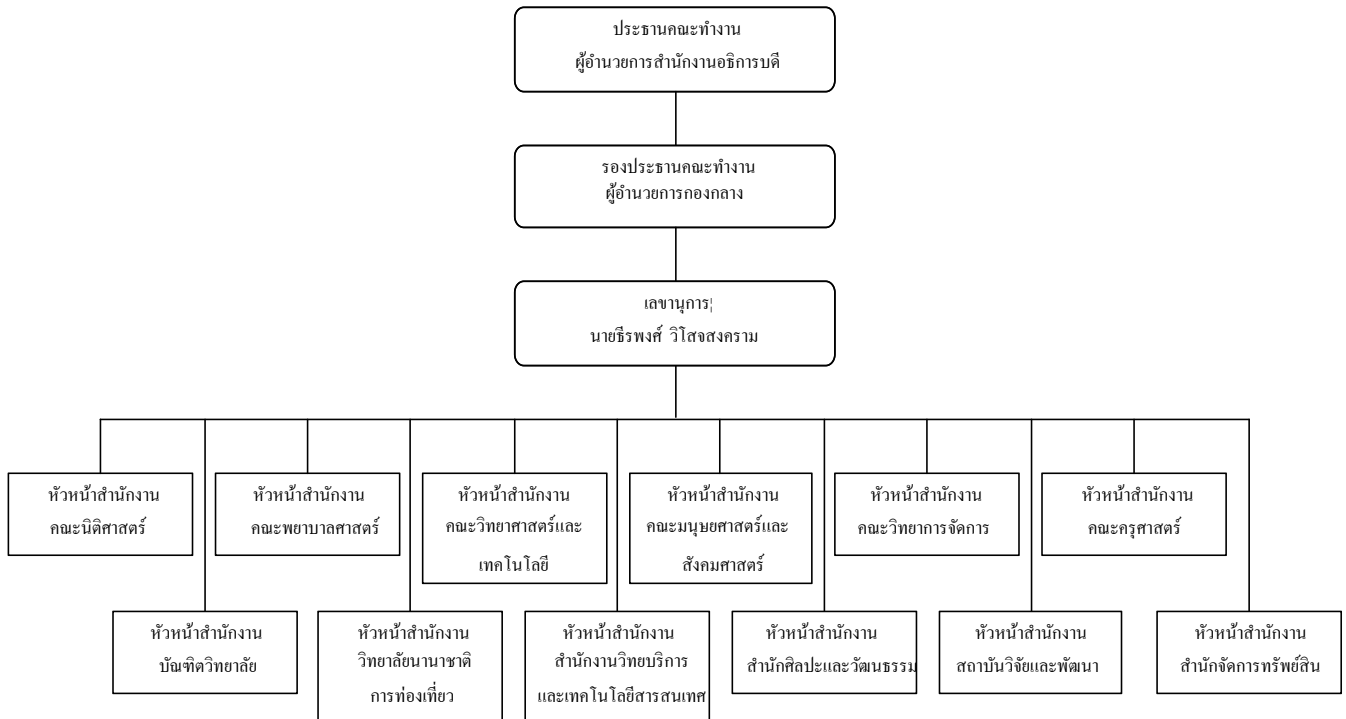 ประธานคณะทำงาน
ผู้อำนวยการสำนักงานอธิการบดี
รองประธานคณะทำงาน
ผู้อำนวยการกองกลาง
เลขานุการ¦
นายธีรพงศ์ วิโสจสงคราม
หัวหน้าสำนักงาน
คณะนิติศาสตร์
หัวหน้าสำนักงาน
คณะพยาบาลศาสตร์
หัวหน้าสำนักงาน
คณะวิทยาศาสตร์และ
เทคโนโลยี
หัวหน้าสำนักงาน
คณะมนุษยศาสตร์และ
สังคมศาสตร์
หัวหน้าสำนักงาน
คณะวิทยาการจัดการ
หัวหน้าสำนักงาน
คณะครุศาสตร์
หัวหน้าสำนักงาน
บัณฑิตวิทยาลัย
หัวหน้าสำนักงาน
วิทยาลัยนานาชาติ
การท่องเที่ยว
หัวหน้าสำนักงาน
สำนักงานวิทยบริการ
และเทคโนโลยีสารสนเทศ
หัวหน้าสำนักงาน
สำนักศิลปะและวัฒนธรรม
หัวหน้าสำนักงาน
สถาบันวิจัยและพัฒนา
หัวหน้าสำนักงาน
สำนักจัดการทรัพย์สิน